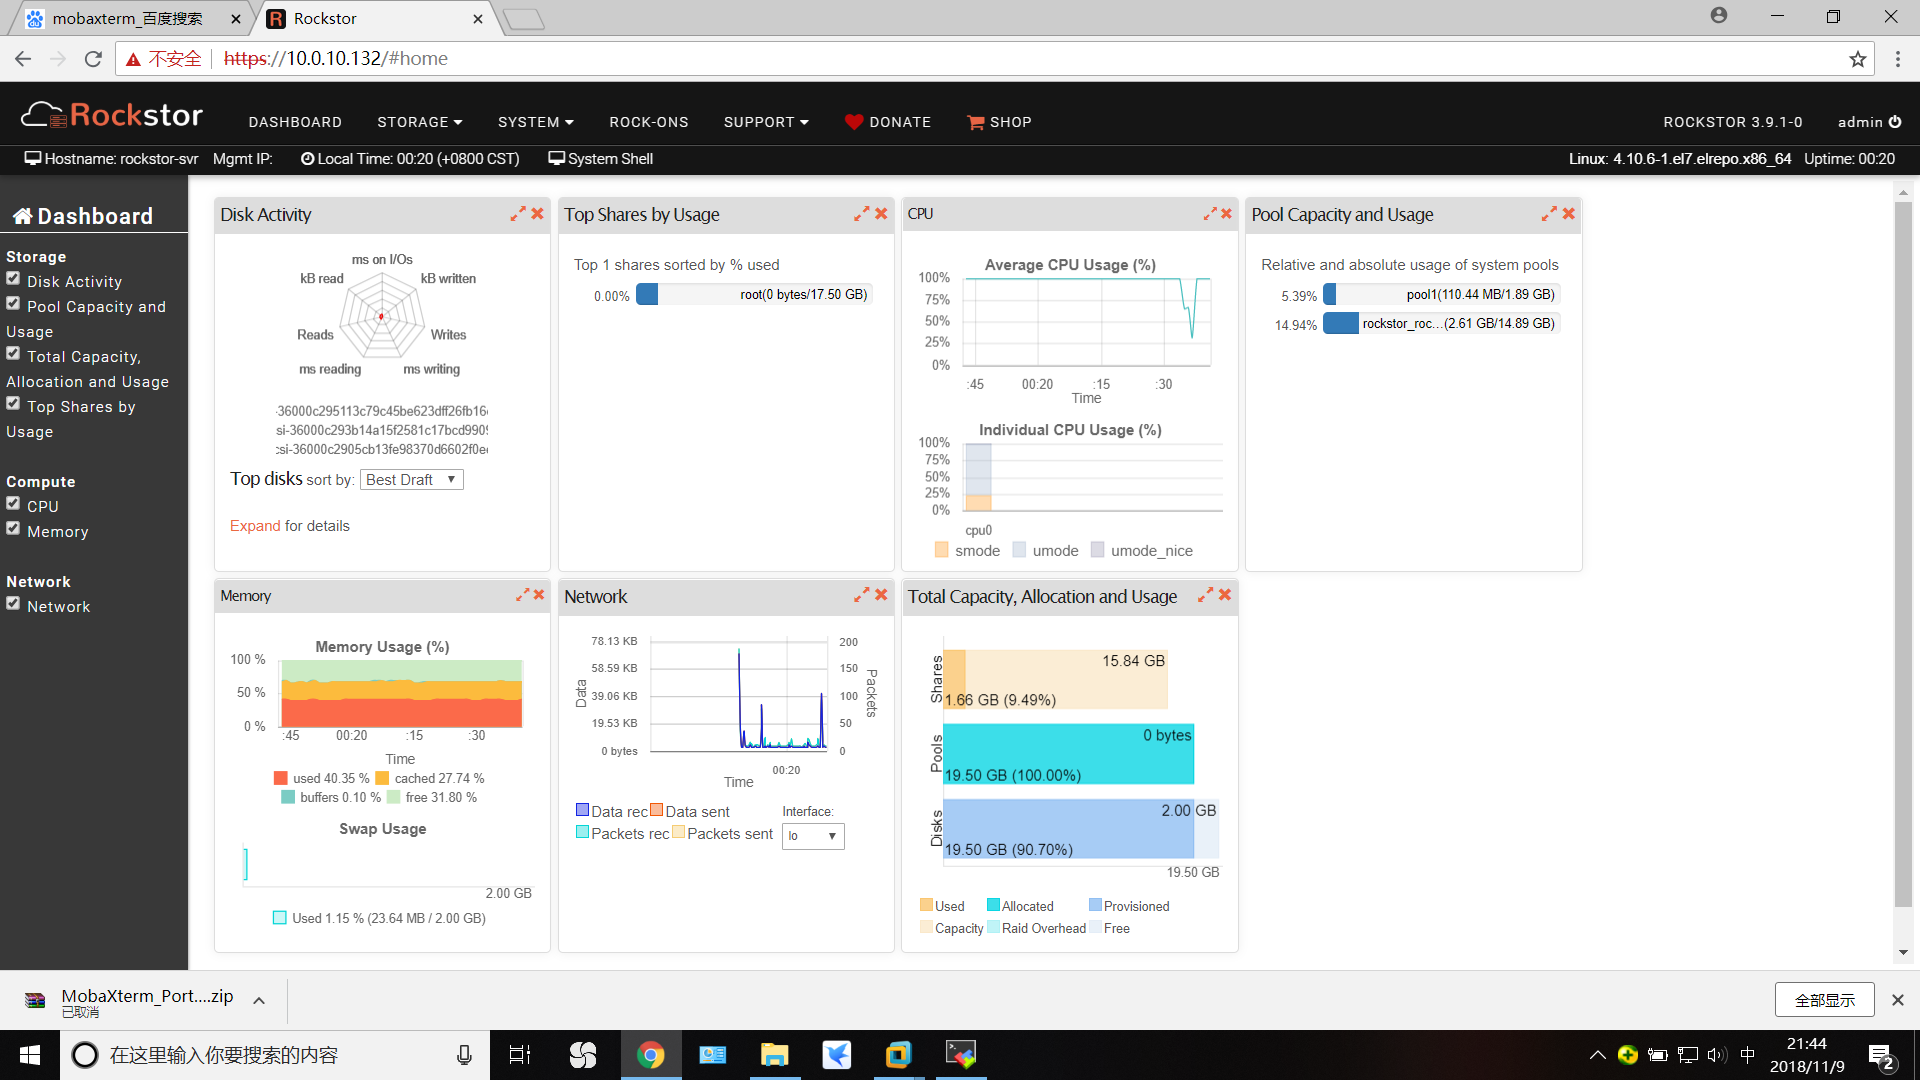 mobaxterm_百度搜索
Rockstor
不安全
https://10.0.10.132/#home
Rockstor
DASHBOARD
STORAGE
SYSTEM
ROCK-ONS
SUPPORT
DONATE
SHOP
ROCKSTOR 3.9.1-0
admin
Hostname: rockstor-svr
Mgmt IP:
Local Time: 00:20 (+0800 CST)
System Shell
Linux: 4.10.6-1.el7.elrepo.x86_64
Uptime: 00:20
Dashboard
Storage
Disk Activity
Pool Capacity and
Usage
Total Capacity,
Allocation and Usage
Top Shares by
Usage
Compute
CPU
Memory
Network
Network
Disk Activity
ms on I/Os
kB read
kB written
Reads
Writes
ms reading
ms writing
-36000c295113c79c45be623dff26fb16
si-36000c293b14a15f2581c17bcd990
si-36000c2905cb13fe98370d6602f0e
Top disks sort by:
Best Draft
Expand for details
Top Shares by Usage
Top 1 shares sorted by % used
0.00%
root(0 bytes/17.50 GB)
CPU
Average CPU Usage (%)
100%
75%
50%
25%
0%
:45
00:20
:15
:30
Time
Individual CPU Usage (%)
100%
75%
50%
25%
0%
cpu0
smode
umode
umode_nice
Pool Capacity and Usage
Relative and absolute usage of system pools
5.39%
pool1(110.44 MB/1.89 GB)
14.94%
rockstor_roc...(2.61 GB/14.89 GB)
Memory
Memory Usage (%)
100 %
50 %
0 %
:45
00:20
:15
:30
Time
used 40.35 %
cached 27.74 %
buffers 0.10 %
free 31.80 %
Swap Usage
2.00 GB
Used 1.15 % (23.64 MB / 2.00 GB)
Network
78.13 KB
58.59 KB
39.06 KB
19.53 KB
0 bytes
Data
200
150
100
50
0
Packets
00:20
Time
Data rec
Data sent
Packets rec
Packets sent
Interface:
lo
Total Capacity, Allocation and Usage
Shares
15.84 GB
1.66 GB (9.49%)
Pools
0 bytes
19.50 GB (100.00%)
Disks
2.00 GB
19.50 GB (90.70%)
19.50 GB
Used
Allocated
Provisioned
Capacity
Raid Overhead
Free
MobaXterm_Port....zip
已取消
全部显示
在这里输入你要搜索的内容
中
21:44
2018/11/9
2